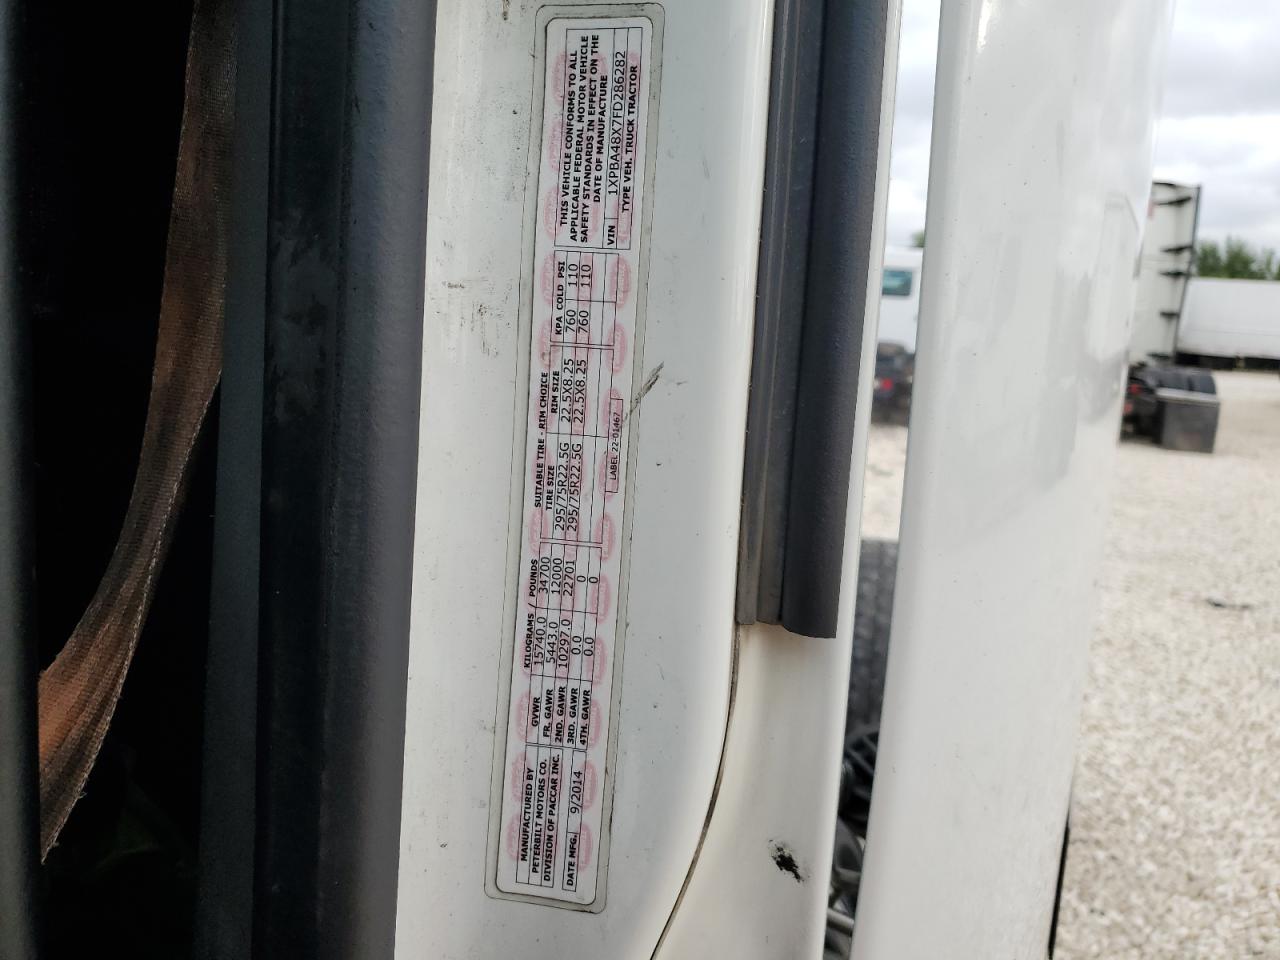 MANUFACTURED BY
PETERBILT MOTORS CO.
DIVISION OF PACCAR INC.
DATE MFG. 9/2014
KILOGRAMS / POUNDS
GVWR 15740.0 34700
FR. GAWR 5443.0 12000
2ND. GAWR 10297.0 22701
3RD. GAWR 0.0 0
4TH. GAWR 0.0 0
SUITABLE TIRE - RIM CHOICE
TIRE SIZE RIM SIZE KPA COLD PSI
295/75R22.5G 22.5X8.25 760 110
295/75R22.5G 22.5X8.25 760 110
LABEL 22-01467
THIS VEHICLE CONFORMS TO ALL
APPLICABLE FEDERAL MOTOR VEHICLE
SAFETY STANDARDS IN EFFECT ON THE
DATE OF MANUFACTURE
VIN 1XPBA48X7FD286282
TYPE VEH. TRUCK TRACTOR